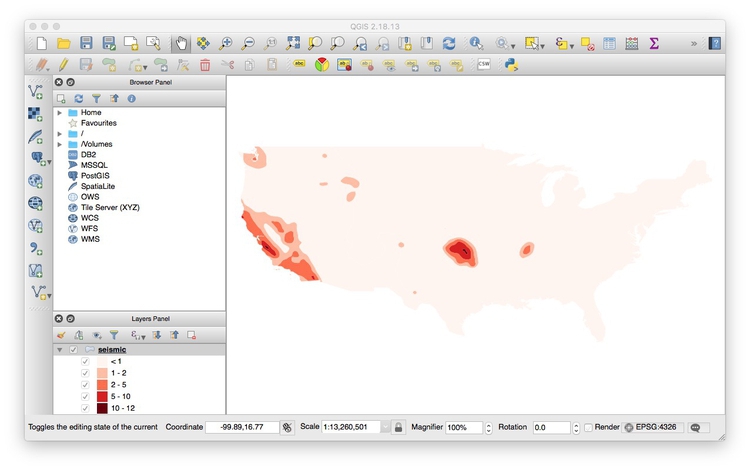 QGIS 2.18.13
Browser Panel
Home
Favourites
/
/Volumes
DB2
MSSQL
PostGIS
SpatiaLite
OWS
Tile Server (XYZ)
WCS
WFS
WMS
Layers Panel
seismic
< 1
1 - 2
2 - 5
5 - 10
10 - 12
Toggles the editing state of the current Coordinate -99.89,16.77 Scale 1:13,260,501 Magnifier 100% Rotation 0.0 Render EPSG:4326